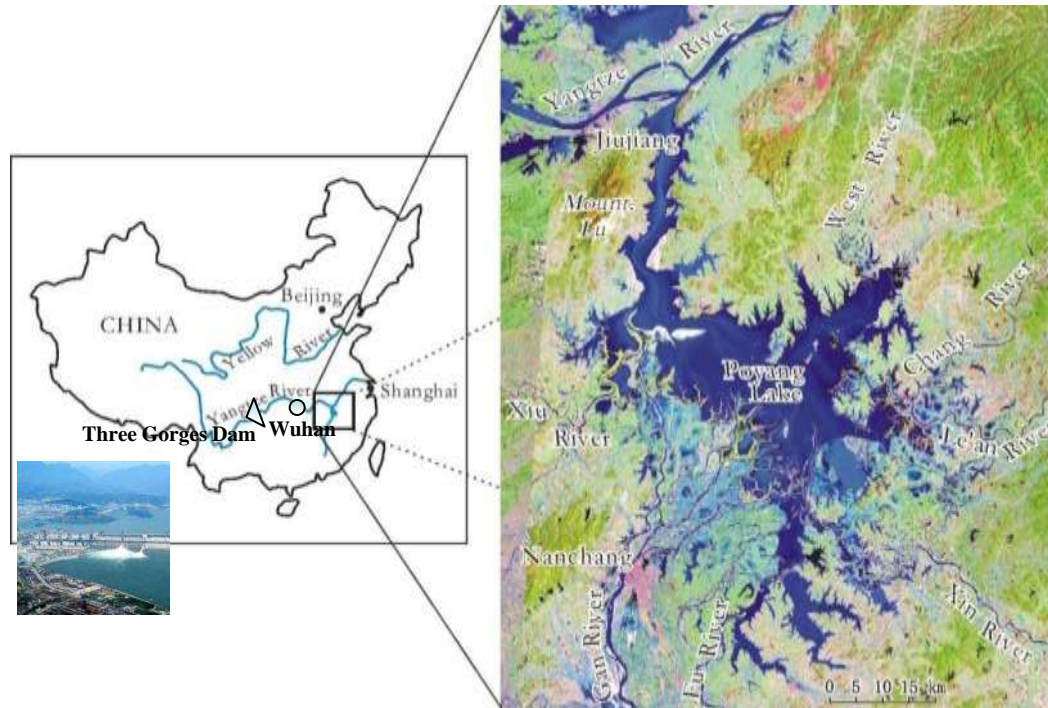 Beijing
CHINA
Yellow
River
Shanghai
Yangtze River
Three Gorges Dam
Wuhan
Yangtze River
Jiujiang
Mount.
Lu
West River
Chang River
Poyang
Lake
Xiu
River
Le'an River
Nanchang
Gan River
Fu River
Xin River
0 5 10 15 km